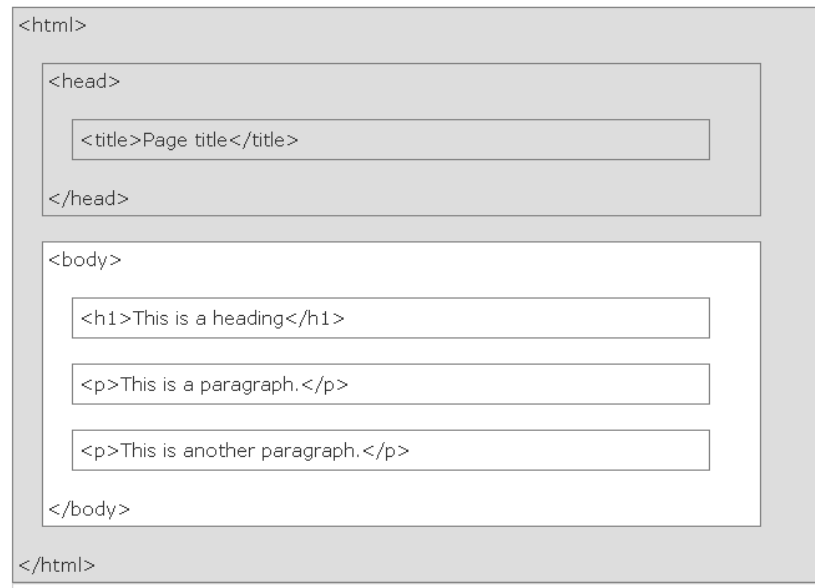 <html>
<head>
<title>Page title</title>
</head>
<body>
<h1>This is a heading</h1>
<p>This is a paragraph.</p>
<p>This is another paragraph.</p>
</body>
</html>